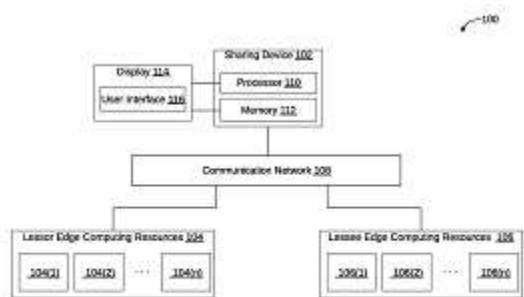 100
Sharing Device 102
Display 114
Processor 110
User Interface 116
Memory 112
Communication Network 108
Lessor Edge Computing Resources 104
Lessee Edge Computing Resources 106
104(1) 104(2) ... 104(n)
106(1) 106(2) ... 106(n)